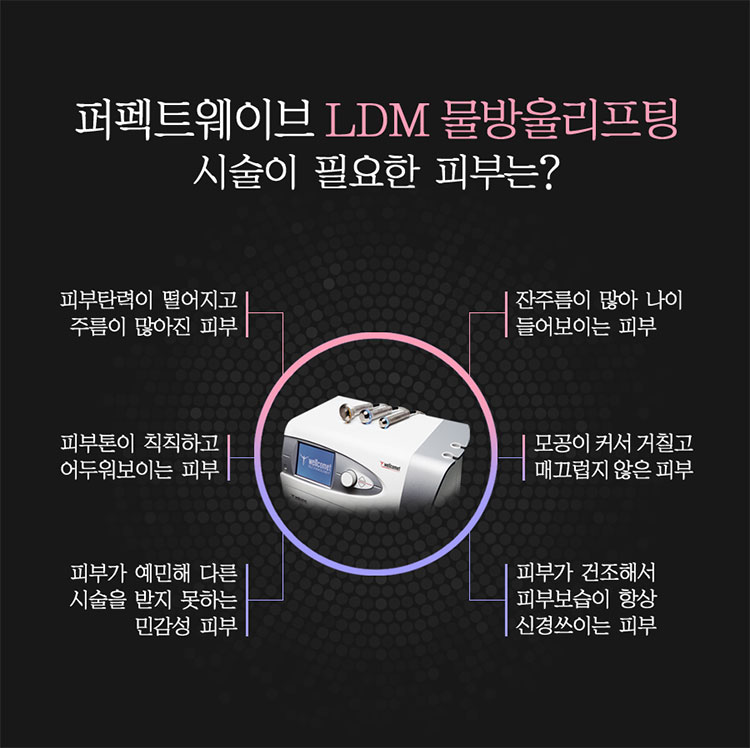 퍼펙트웨이브 LDM 물방울리프팅
시술이 필요한 피부는?
피부탄력이 떨어지고
주름이 많아진 피부
잔주름이 많아 나이
들어보이는 피부
피부톤이 칙칙하고
어두워보이는 피부
wellcomet
wellcomet
모공이 커서 거칠고
매끄럽지 않은 피부
피부가 예민해 다른
시술을 받지 못하는
민감성 피부
피부가 건조해서
피부보습이 항상
신경쓰이는 피부